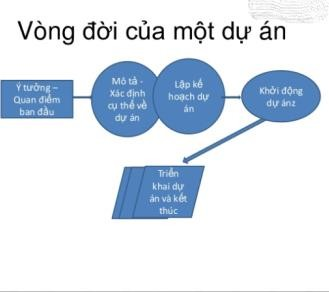 Vòng đời của một dự án
Ý tưởng –
Quan điểm
ban đầu
Mô tả -
Xác định
cụ thể về
dự án
Lập kế
hoạch dự
án
Khởi động
dự ánz
Triển
khai dự
án và kết
thúc